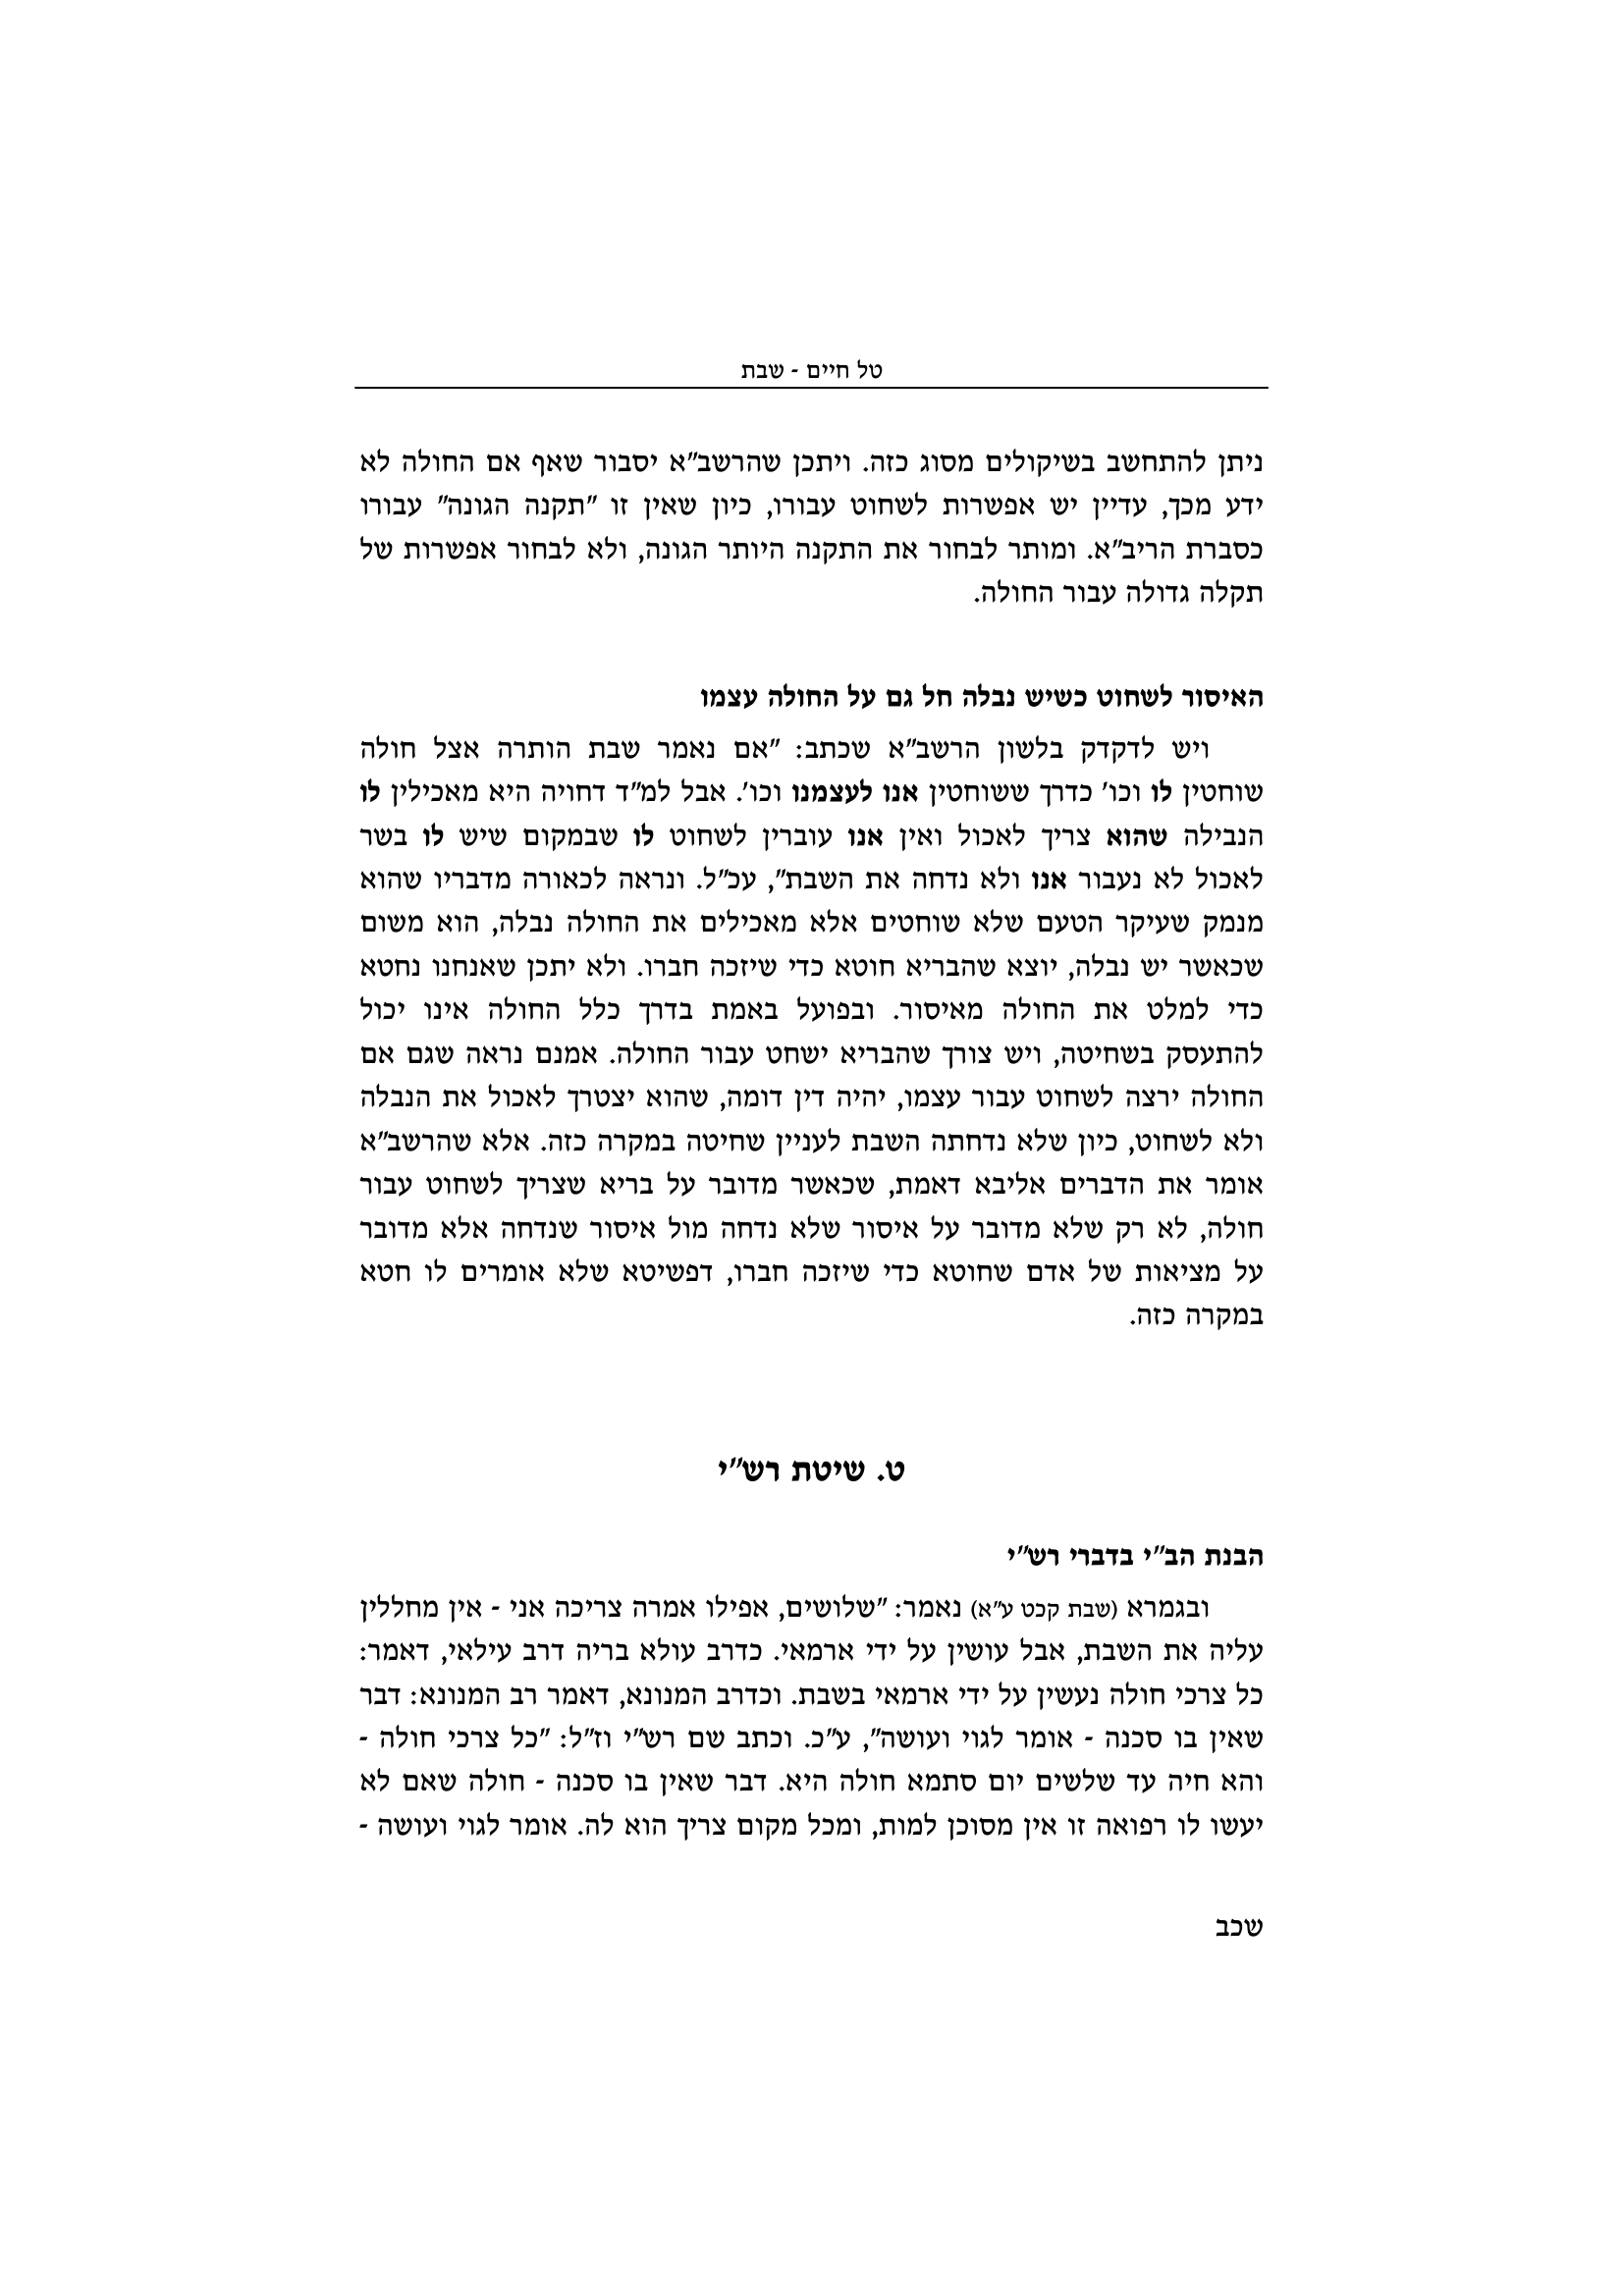 טל חיים - שבת
ניתן להתחשב בשיקולים מסוג כזה. ויתכן שהרשב"א יסבור שאף אם החולה לא
ידע מכך, עדיין יש אפשרות לשחוט עבורו, כיון שאין זו "תקנה הגונה" עבורו
כסברת הריב"א. ומותר לבחור את התקנה היותר הגונה, ולא לבחור אפשרות של
תקלה גדולה עבור החולה.
האיסור לשחוט כשיש נבלה חל גם על החולה עצמו
ויש לדקדק בלשון הרשב"א שכתב: "אם נאמר שבת הותרה אצל חולה
שוחטין לו וכו' כדרך ששוחטין אנו לעצמנו וכו'. אבל למ"ד דחויה היא מאכילין לו
הנבילה שהוא צריך לאכול ואין אנו עוברין לשחוט לו שבמקום שיש לו בשר
לאכול לא נעבור אנו ולא נדחה את השבת", עכ"ל. ונראה לכאורה מדבריו שהוא
מנמק שעיקר הטעם שלא שוחטים אלא מאכילים את החולה נבלה, הוא משום
שכאשר יש נבלה, יוצא שהבריא חוטא כדי שיזכה חברו. ולא יתכן שאנחנו נחטא
כדי למלט את החולה מאיסור. ובפועל באמת בדרך כלל החולה אינו יכול
להתעסק בשחיטה, ויש צורך שהבריא ישחט עבור החולה. אמנם נראה שגם אם
החולה ירצה לשחוט עבור עצמו, יהיה דין דומה, שהוא יצטרך לאכול את הנבלה
ולא לשחוט, כיון שלא נדחתה השבת לעניין שחיטה במקרה כזה. אלא שהרשב"א
אומר את הדברים אליבא דאמת, שכאשר מדובר על בריא שצריך לשחוט עבור
חולה, לא רק שלא מדובר על איסור שלא נדחה מול איסור שנדחה אלא מדובר
על מציאות של אדם שחוטא כדי שיזכה חברו, דפשיטא שלא אומרים לו חטא
במקרה כזה.
ט. שיטת רש"י
הבנת הב"י בדברי רש"י
ובגמרא (שבת קכט ע"א) נאמר: "שלושים, אפילו אמרה צריכה אני - אין מחללין
עליה את השבת, אבל עושין על ידי ארמאי. כדרב עולא בריה דרב עילאי, דאמר:
כל צרכי חולה נעשין על ידי ארמאי בשבת. וכדרב המנונא, דאמר רב המנונא: דבר
שאין בו סכנה - אומר לגוי ועושה", ע"כ. וכתב שם רש"י וז"ל: "כל צרכי חולה -
והא חיה עד שלשים יום סתמא חולה היא. דבר שאין בו סכנה - חולה שאם לא
יעשו לו רפואה זו אין מסוכן למות, ומכל מקום צריך הוא לה. אומר לגוי ועושה -
שכב